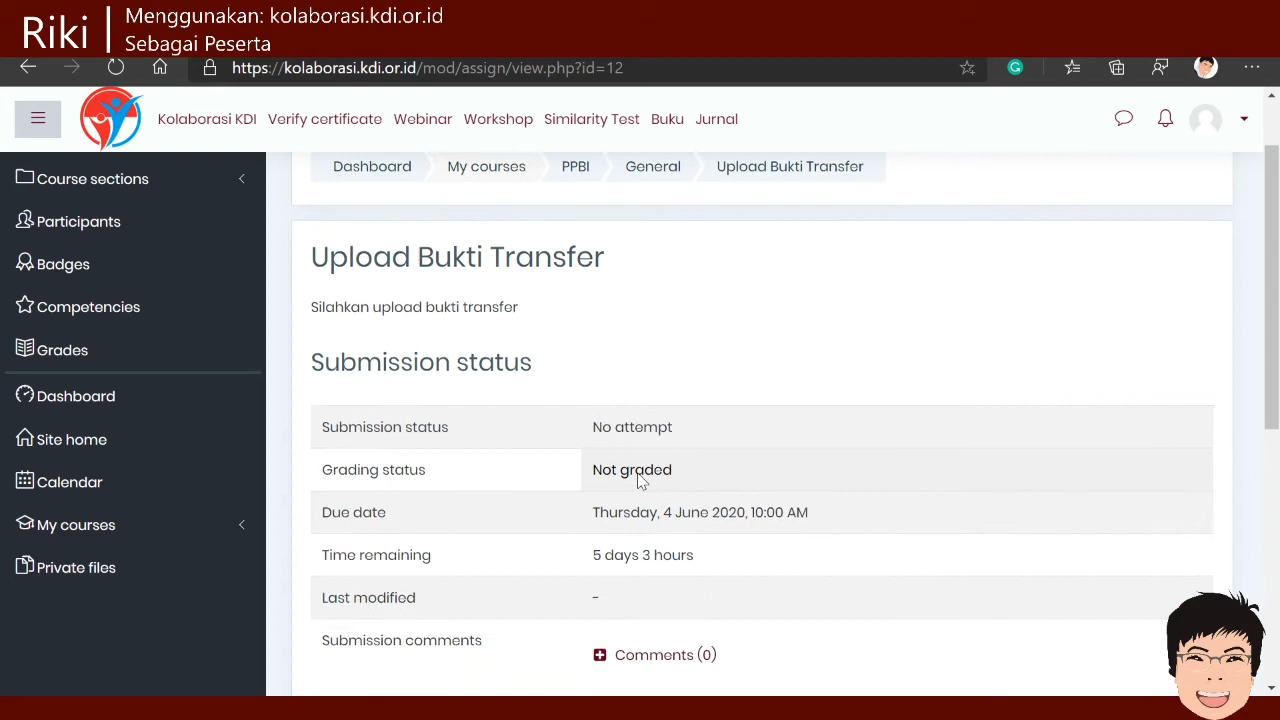 Riki
Menggunakan: kolaborasi.kdi.or.id
Sebagai Peserta
https://kolaborasi.kdi.or.id/mod/assign/view.php?id=12
Kolaborasi KDI Verify certificate Webinar Workshop Similarity Test Buku Jurnal
Course sections
Participants
Badges
Competencies
Grades
Dashboard
Site home
Calendar
My courses
Private files
Dashboard My courses PPBI General Upload Bukti Transfer
Upload Bukti Transfer
Silahkan upload bukti transfer
Submission status
Submission status No attempt
Grading status Not graded
Due date Thursday, 4 June 2020, 10:00 AM
Time remaining 5 days 3 hours
Last modified -
Submission comments
Comments (0)